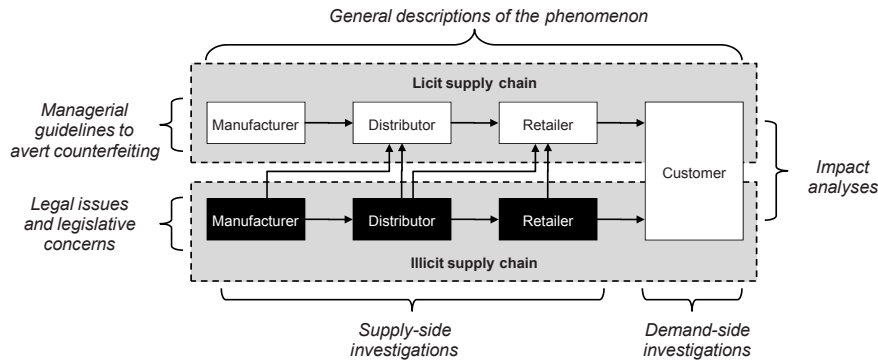 General descriptions of the phenomenon
Licit supply chain
Managerial
guidelines to
avert counterfeiting
Manufacturer
Distributor
Retailer
Customer
Impact
analyses
Legal issues
and legislative
concerns
Manufacturer
Distributor
Retailer
Illicit supply chain
Supply-side
investigations
Demand-side
investigations